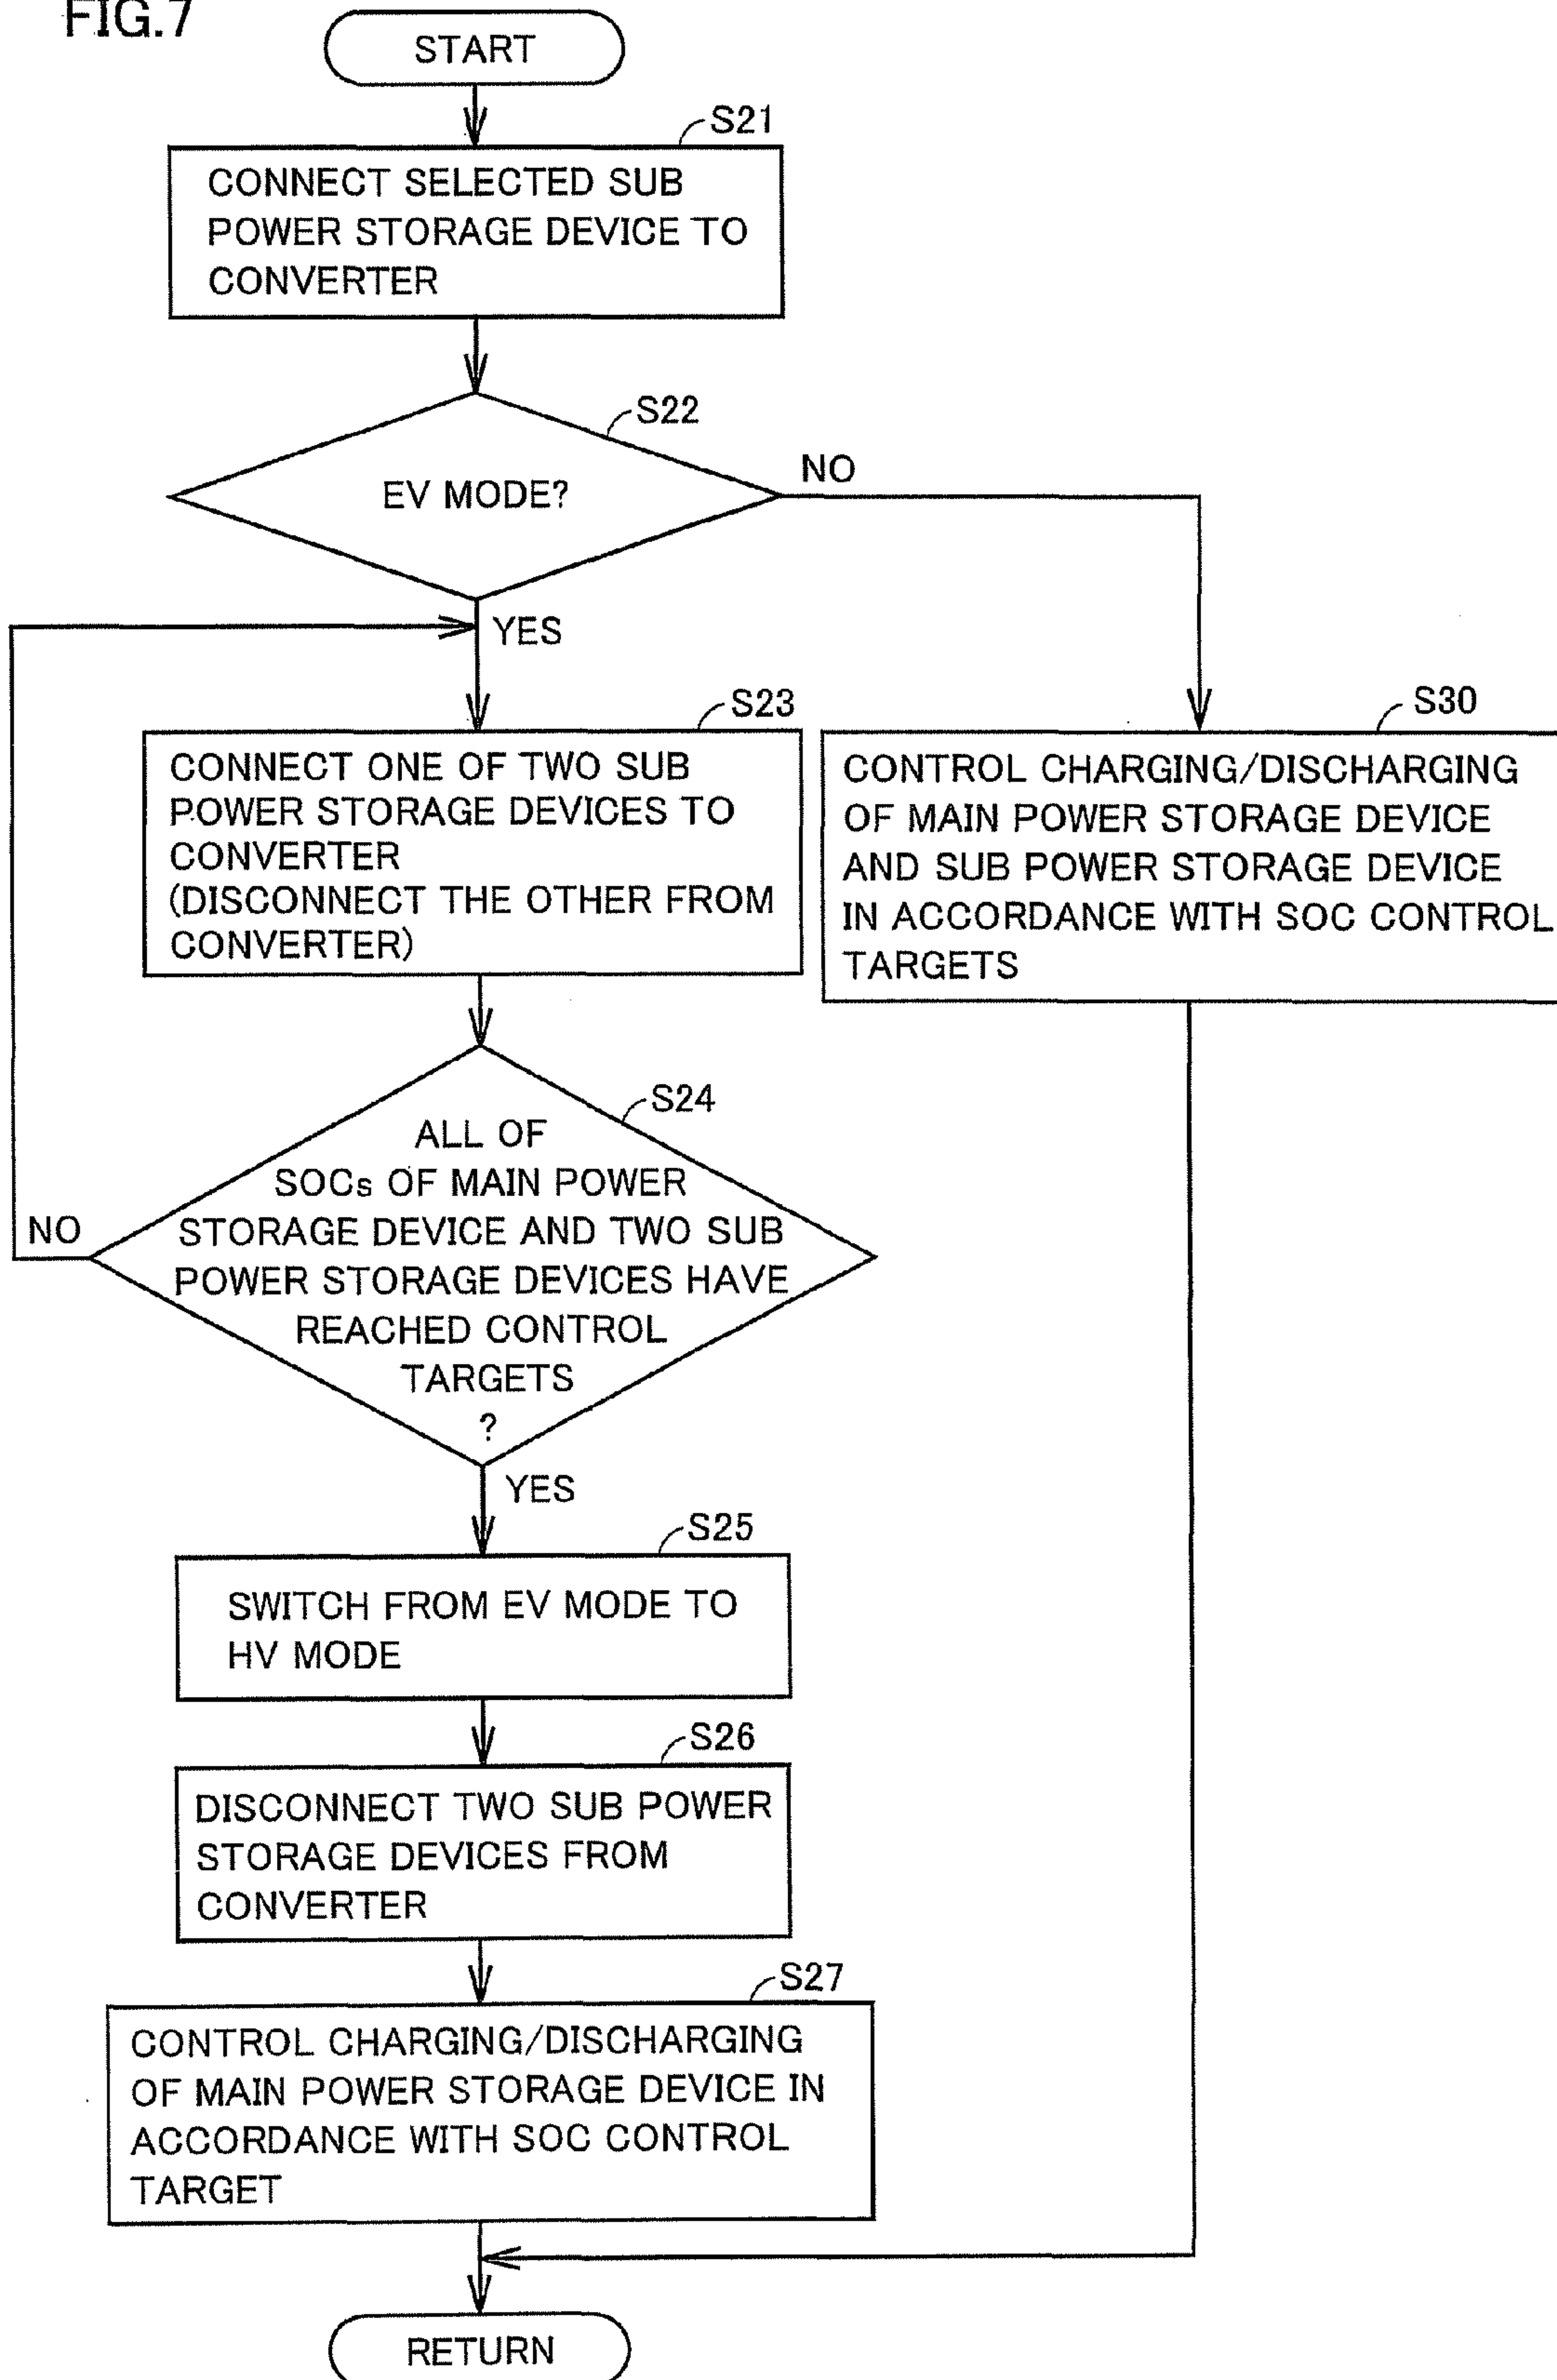 FIG.7
START
S21
CONNECT SELECTED SUB
POWER STORAGE DEVICE TO
CONVERTER
S22
EV MODE?
NO
YES
S23
CONNECT ONE OF TWO SUB
POWER STORAGE DEVICES TO
CONVERTER
(DISCONNECT THE OTHER FROM
CONVERTER)
S30
CONTROL CHARGING/DISCHARGING
OF MAIN POWER STORAGE DEVICE
AND SUB POWER STORAGE DEVICE
IN ACCORDANCE WITH SOC CONTROL
TARGETS
S24
ALL OF
SOCs OF MAIN POWER
STORAGE DEVICE AND TWO SUB
POWER STORAGE DEVICES HAVE
REACHED CONTROL
TARGETS
?
NO
YES
S25
SWITCH FROM EV MODE TO
HV MODE
S26
DISCONNECT TWO SUB POWER
STORAGE DEVICES FROM
CONVERTER
S27
CONTROL CHARGING/DISCHARGING
OF MAIN POWER STORAGE DEVICE IN
ACCORDANCE WITH SOC CONTROL
TARGET
RETURN